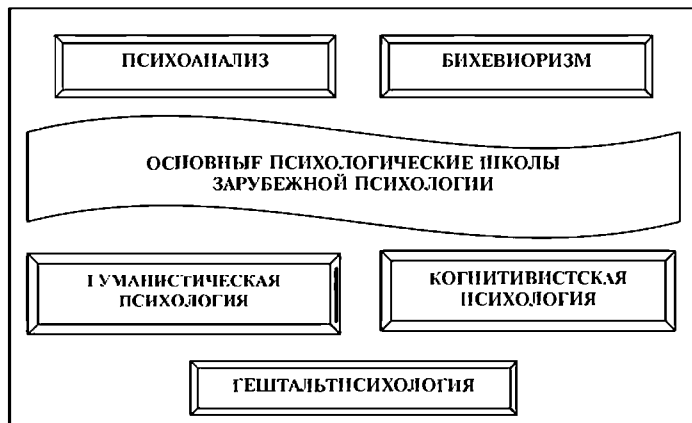 ПСИХОАНАЛИЗ
БИХЕВИОРИЗМ
ОСНОВНЫЕ ПСИХОЛОГИЧЕСКИЕ ШКОЛЫ
ЗАРУБЕЖНОЙ ПСИХОЛОГИИ
ГУМАНИСТИЧЕСКАЯ
ПСИХОЛОГИЯ
КОГНИТИВИСТСКАЯ
ПСИХОЛОГИЯ
ГЕШТАЛЬТПСИХОЛОГИЯ